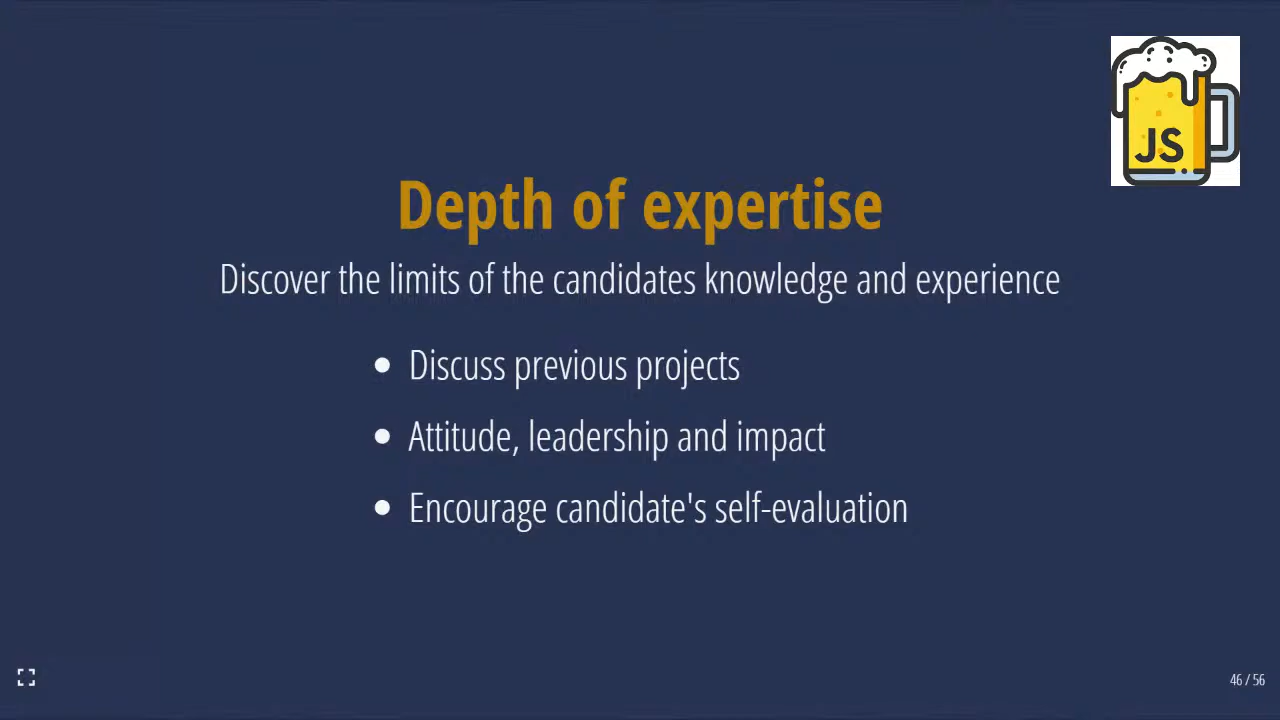 JS
Depth of expertise
Discover the limits of the candidates knowledge and experience
Discuss previous projects
Attitude, leadership and impact
Encourage candidate's self-evaluation
46 / 56